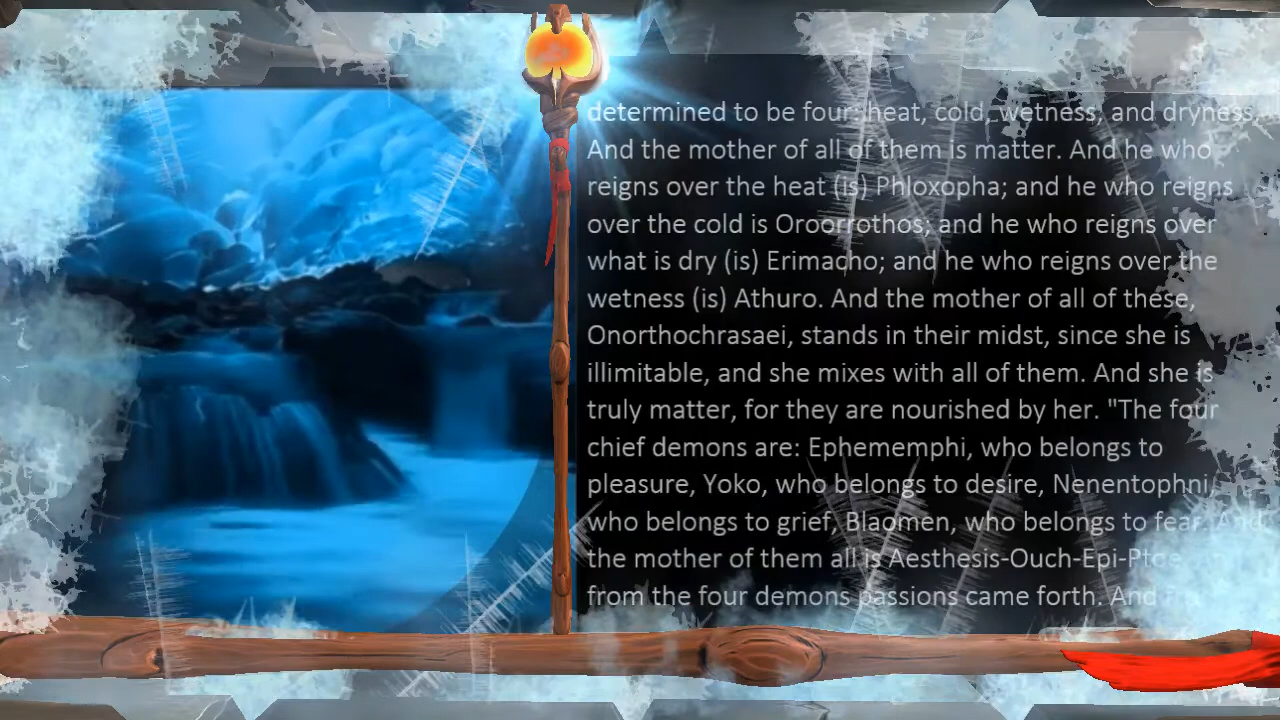 determined to be four: heat, cold, wetness, and dryness.
And the mother of all of them is matter. And he who
reigns over the heat (is) Phloxopha; and he who reigns
over the cold is Oroorrothos; and he who reigns over
what is dry (is) Erimacho; and he who reigns over the
wetness (is) Athuro. And the mother of all of these,
Onorthochrasaei, stands in their midst, since she is
illimitable, and she mixes with all of them. And she is
truly matter, for they are nourished by her. "The four
chief demons are: Ephememphi, who belongs to
pleasure, Yoko, who belongs to desire, Nenentophni,
who belongs to grief, Blaomen, who belongs to fear. And
the mother of them all is Aesthesis-Ouch-Epi-Ptoe
from the four demons passions came forth. And